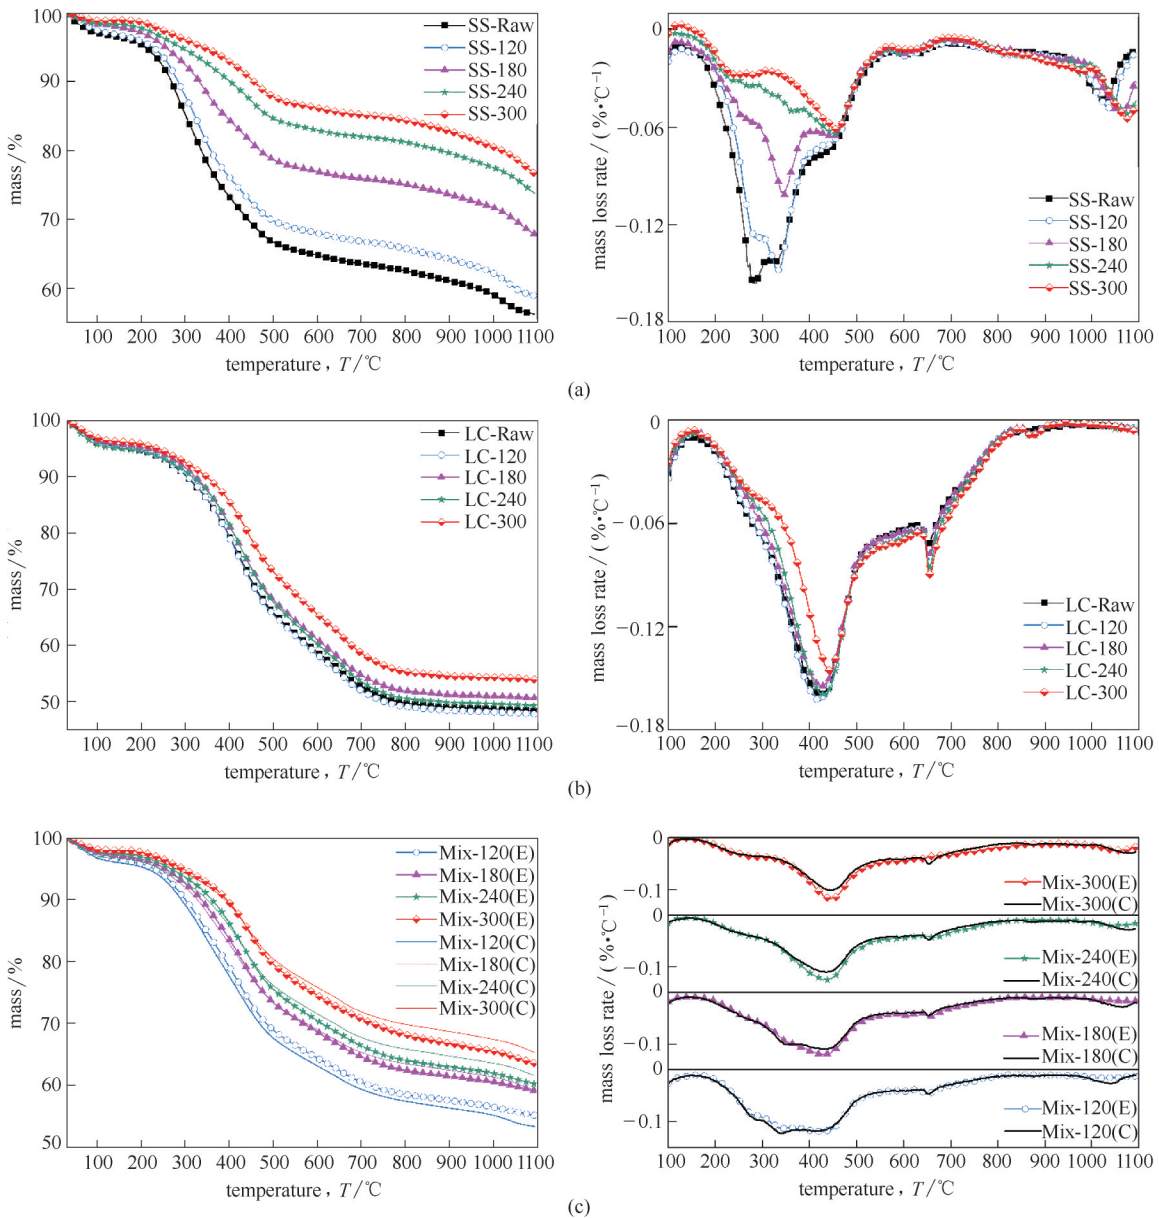 100
90
80
70
60
mass/%
SS-Raw
SS-120
SS-180
SS-240
SS-300
100 200 300 400 500 600 700 800 900 1000 1100
temperature, T/℃
0
−0.06
−0.12
−0.18
mass loss rate/(%•℃⁻¹)
SS-Raw
SS-120
SS-180
SS-240
SS-300
100 200 300 400 500 600 700 800 900 1000 1100
temperature, T/℃
(a)
100
90
80
70
60
50
mass/%
LC-Raw
LC-120
LC-180
LC-240
LC-300
100 200 300 400 500 600 700 800 900 1000 1100
temperature, T/℃
0
−0.06
−0.12
−0.18
mass loss rate/(%•℃⁻¹)
LC-Raw
LC-120
LC-180
LC-240
LC-300
100 200 300 400 500 600 700 800 900 1000 1100
temperature, T/℃
(b)
100
90
80
70
60
50
mass/%
Mix-120(E)
Mix-180(E)
Mix-240(E)
Mix-300(E)
Mix-120(C)
Mix-180(C)
Mix-240(C)
Mix-300(C)
100 200 300 400 500 600 700 800 900 1000 1100
temperature, T/℃
0
−0.1
0
−0.1
0
−0.1
0
−0.1
mass loss rate/(%•℃⁻¹)
Mix-300(E)
Mix-300(C)
Mix-240(E)
Mix-240(C)
Mix-180(E)
Mix-180(C)
Mix-120(E)
Mix-120(C)
100 200 300 400 500 600 700 800 900 1000 1100
temperature, T/℃
(c)